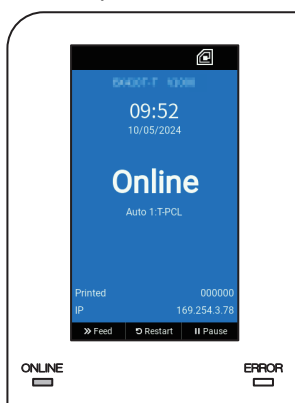 09:52
10/05/2024
Online
Auto 1:T-PCL
Printed 000000
IP 169.254.3.78
Feed Restart Pause
ONLINE ERROR